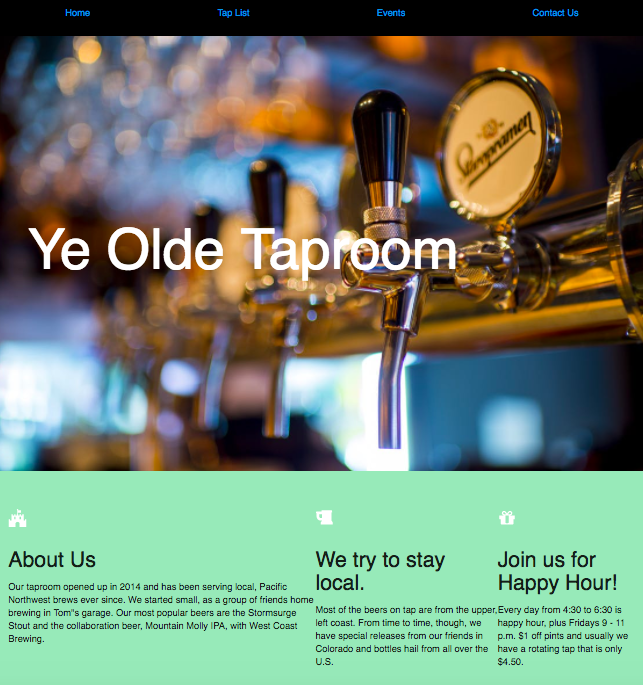 Home Tap List Events Contact Us
Staropramen
Ye Olde Taproom
About Us
Our taproom opened up in 2014 and has been serving local, Pacific
Northwest brews ever since. We started small, as a group of friends home
brewing in Tom"s garage. Our most popular beers are the Stormsurge
Stout and the collaboration beer, Mountain Molly IPA, with West Coast
Brewing.
We try to stay
local.
Most of the beers on tap are from the upper,
left coast. From time to time, though, we
have special releases from our friends in
Colorado and bottles hail from all over the
U.S.
Join us for
Happy Hour!
Every day from 4:30 to 6:30 is
happy hour, plus Fridays 9 - 11
p.m. $1 off pints and usually we
have a rotating tap that is only
$4.50.